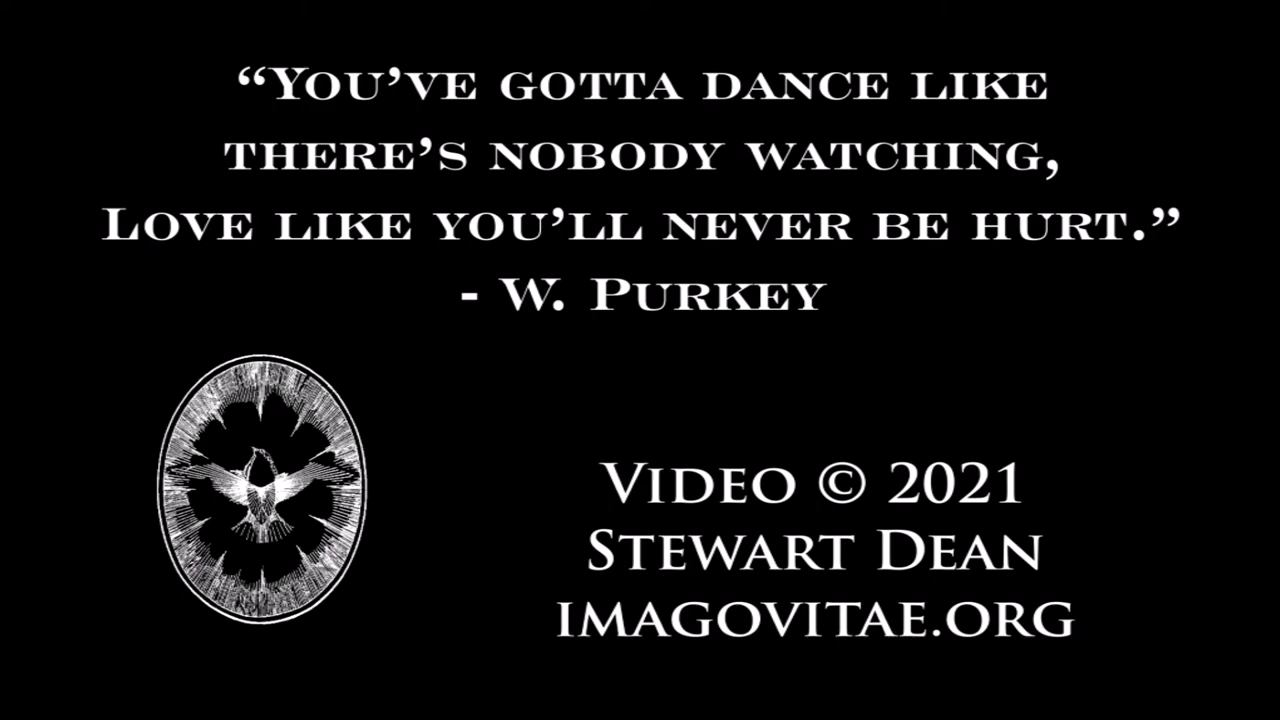 “You’ve gotta dance like
there’s nobody watching,
Love like you’ll never be hurt.”
- W. Purkey
Video © 2021
Stewart Dean
imagovitae.org